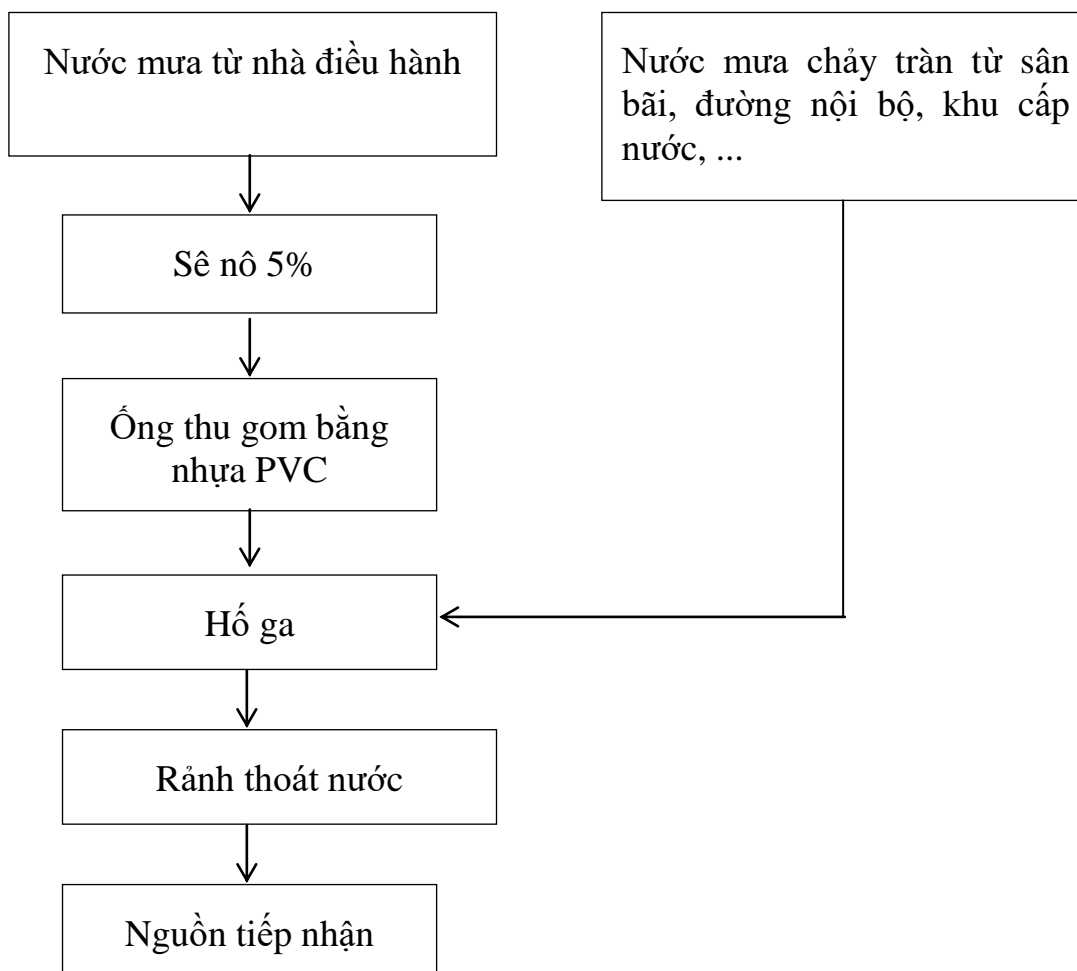 Nước mưa từ nhà điều hành
Nước mưa chảy tràn từ sân
bãi, đường nội bộ, khu cấp
nước, ...
Sê nô 5%
Ống thu gom bằng
nhựa PVC
Hố ga
Rảnh thoát nước
Nguồn tiếp nhận